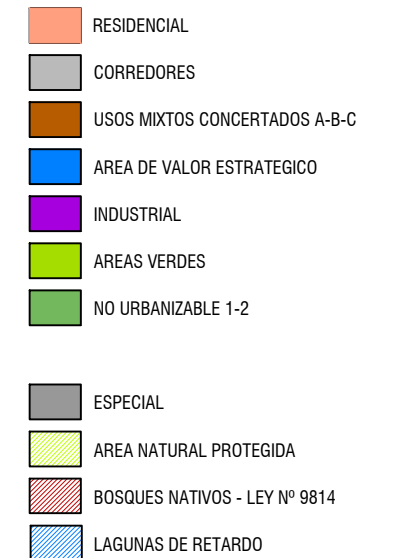 RESIDENCIAL
CORREDORES
USOS MIXTOS CONCERTADOS A-B-C
AREA DE VALOR ESTRATEGICO
INDUSTRIAL
AREAS VERDES
NO URBANIZABLE 1-2
ESPECIAL
AREA NATURAL PROTEGIDA
BOSQUES NATIVOS - LEY Nº 9814
LAGUNAS DE RETARDO